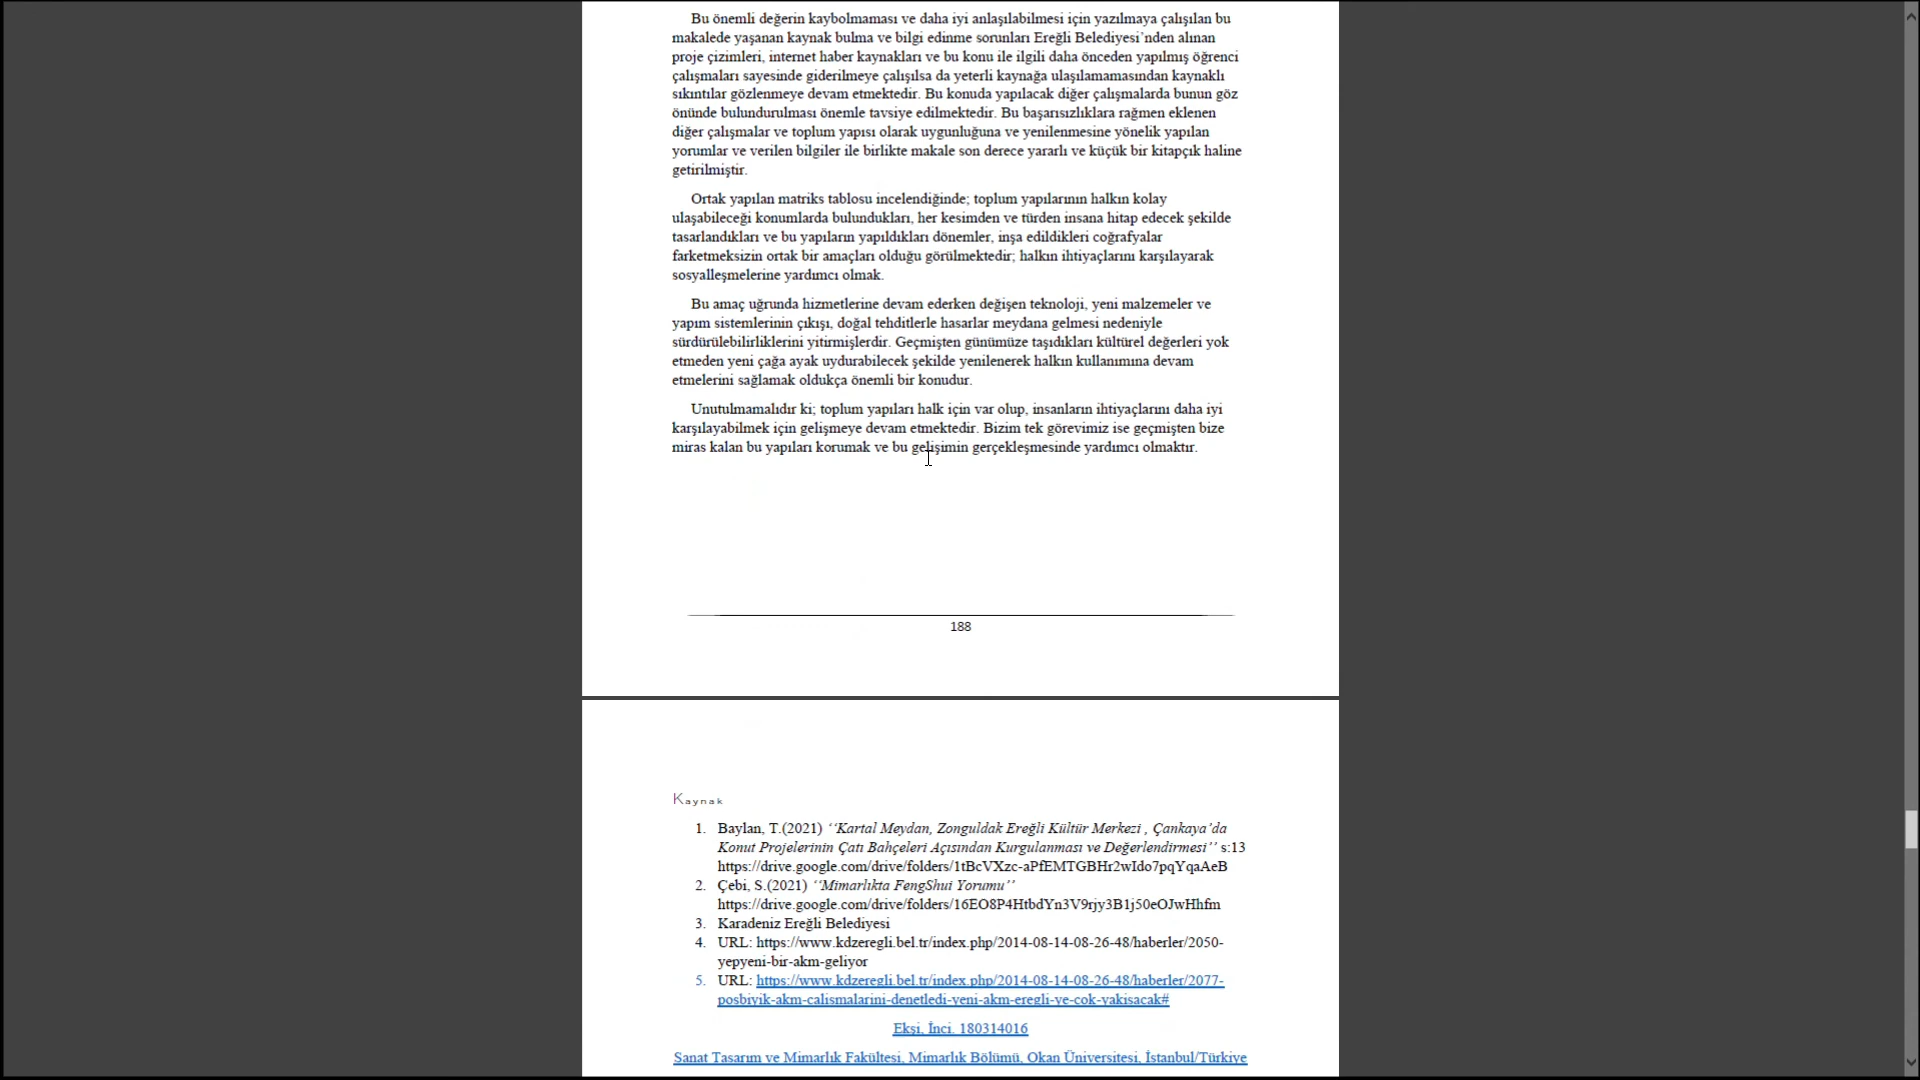 Bu önemli değerin kaybolmaması ve daha iyi anlaşılabilmesi için yazılmaya çalışılan bu
makalede yaşanan kaynak bulma ve bilgi edinme sorunları Ereğli Belediyesi’nden alınan
proje çizimleri, internet haber kaynakları ve bu konu ile ilgili daha önceden yapılmış öğrenci
çalışmaları sayesinde giderilmeye çalışılsa da yeterli kaynağa ulaşılamamasından kaynaklı
sıkıntılar gözlenmeye devam etmektedir. Bu konuda yapılacak diğer çalışmalarda bunun göz
önünde bulundurulması önemle tavsiye edilmektedir. Bu başarısızlıklara rağmen eklenen
diğer çalışmalar ve toplum yapısı olarak uygunluğuna ve yenilenmesine yönelik yapılan
yorumlar ve verilen bilgiler ile birlikte makale son derece yararlı ve küçük bir kitapçık haline
getirilmiştir.
Ortak yapılan matriks tablosu incelendiğinde; toplum yapılarının halkın kolay
ulaşabileceği konumlarda bulundukları, her kesimden ve türden insana hitap edecek şekilde
tasarlandıkları ve bu yapıların yapıldıkları dönemler, inşa edildikleri coğrafyalar
farketmeksizin ortak bir amaçları olduğu görülmektedir; halkın ihtiyaçlarını karşılayarak
sosyalleşmelerine yardımcı olmak.
Bu amaç uğrunda hizmetlerine devam ederken değişen teknoloji, yeni malzemeler ve
yapım sistemlerinin çıkışı, doğal tehditlerle hasarlar meydana gelmesi nedeniyle
sürdürülebilirliklerini yitirmişlerdir. Geçmişten günümüze taşıdıkları kültürel değerleri yok
etmeden yeni çağa ayak uydurabilecek şekilde yenilenerek halkın kullanımına devam
etmelerini sağlamak oldukça önemli bir konudur.
Unutulmamalıdır ki; toplum yapıları halk için var olup, insanların ihtiyaçlarını daha iyi
karşılayabilmek için gelişmeye devam etmektedir. Bizim tek görevimiz ise geçmişten bize
miras kalan bu yapıları korumak ve bu gelişimin gerçekleşmesinde yardımcı olmaktır.
188
Kaynak
1. Baylan, T.(2021) ‘‘Kartal Meydan, Zonguldak Ereğli Kültür Merkezi , Çankaya’da
Konut Projelerinin Çatı Bahçeleri Açısından Kurgulanması ve Değerlendirmesi’’ s:13
https://drive.google.com/drive/folders/1tBcVXzc-aPfEMTGBHr2wIdo7pqYqaAeB
2. Çebi, S.(2021) ‘‘Mimarlıkta FengShui Yorumu’’
https://drive.google.com/drive/folders/16EO8P4HtbdYn3V9rjy3B1j50eOJwHhfm
3. Karadeniz Ereğli Belediyesi
4. URL: https://www.kdzeregli.bel.tr/index.php/2014-08-14-08-26-48/haberler/2050-
yepyeni-bir-akm-geliyor
5. URL: https://www.kdzeregli.bel.tr/index.php/2014-08-14-08-26-48/haberler/2077-
posbiyik-akm-calismalarini-denetledi-yeni-akm-eregli-ye-cok-yakisacak#
Ekşi, İnci. 180314016
Sanat Tasarım ve Mimarlık Fakültesi, Mimarlık Bölümü, Okan Üniversitesi, İstanbul/Türkiye